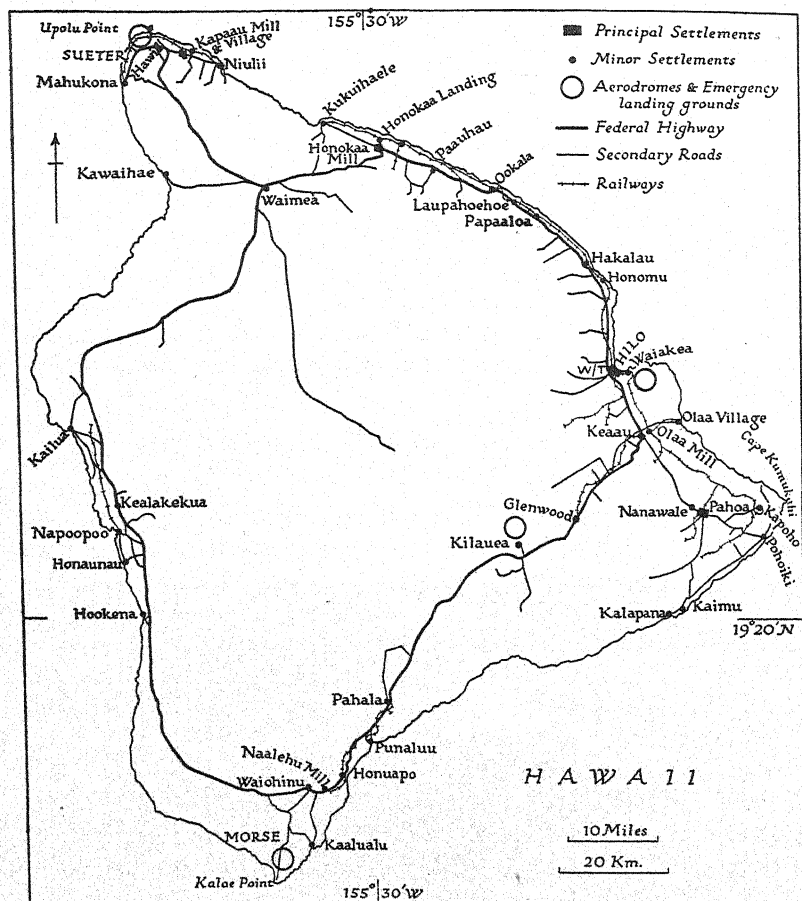 155° 30' W
Upolu Point
SUETER
Hawi
Kapaau Mill
& Village
Niulii
Mahukona
Kukuihaele
Honokaa Landing
Honokaa
Mill
Paauhau
Ookala
Kawaihae
Waimea
Laupahoehoe
Papaaloa
Hakalau
Honomu
Principal Settlements
Minor Settlements
Aerodromes & Emergency
landing grounds
Federal Highway
Secondary Roads
Railways
W/T
HILO
Waiakea
Olaa Village
Keaau
Olaa Mill
Cape Kumukahi
Kailua
Kealakekua
Napoopoo
Honaunau
Hookena
Glenwood
Kilauea
Nanawale
Pahoa
Kapoho
Pohoiki
Kalapana
Kaimu
19° 20' N
Pahala
Punaluu
Naalehu Mill
Honuapo
Waiohinu
MORSE
Kaalualu
Kalae Point
HAWAII
10 Miles
20 Km.
155° 30' W